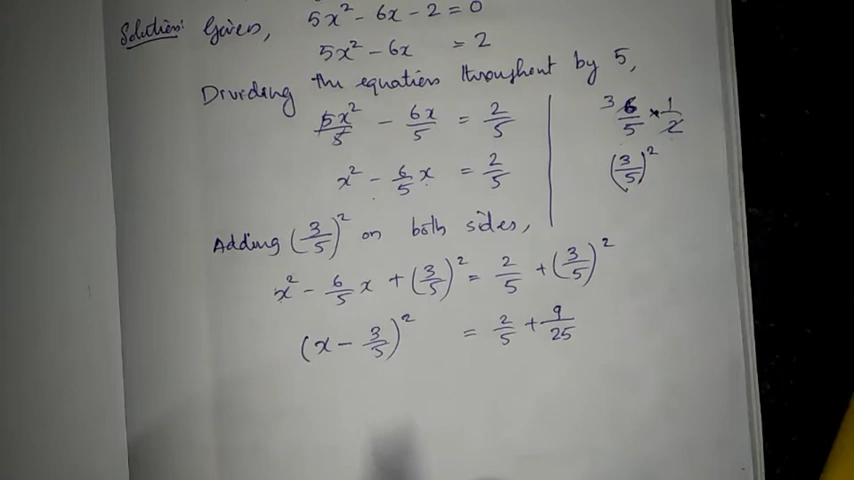 Solution: Given, 5x² - 6x - 2 = 0
5x² - 6x = 2
Dividing the equation throughout by 5,
5x²/5 - 6x/5 = 2/5
3 6/5 × 1/2
x² - 6/5 x = 2/5
(3/5)²
Adding (3/5)² on both sides,
x² - 6/5 x + (3/5)² = 2/5 + (3/5)²
(x - 3/5)² = 2/5 + 9/25